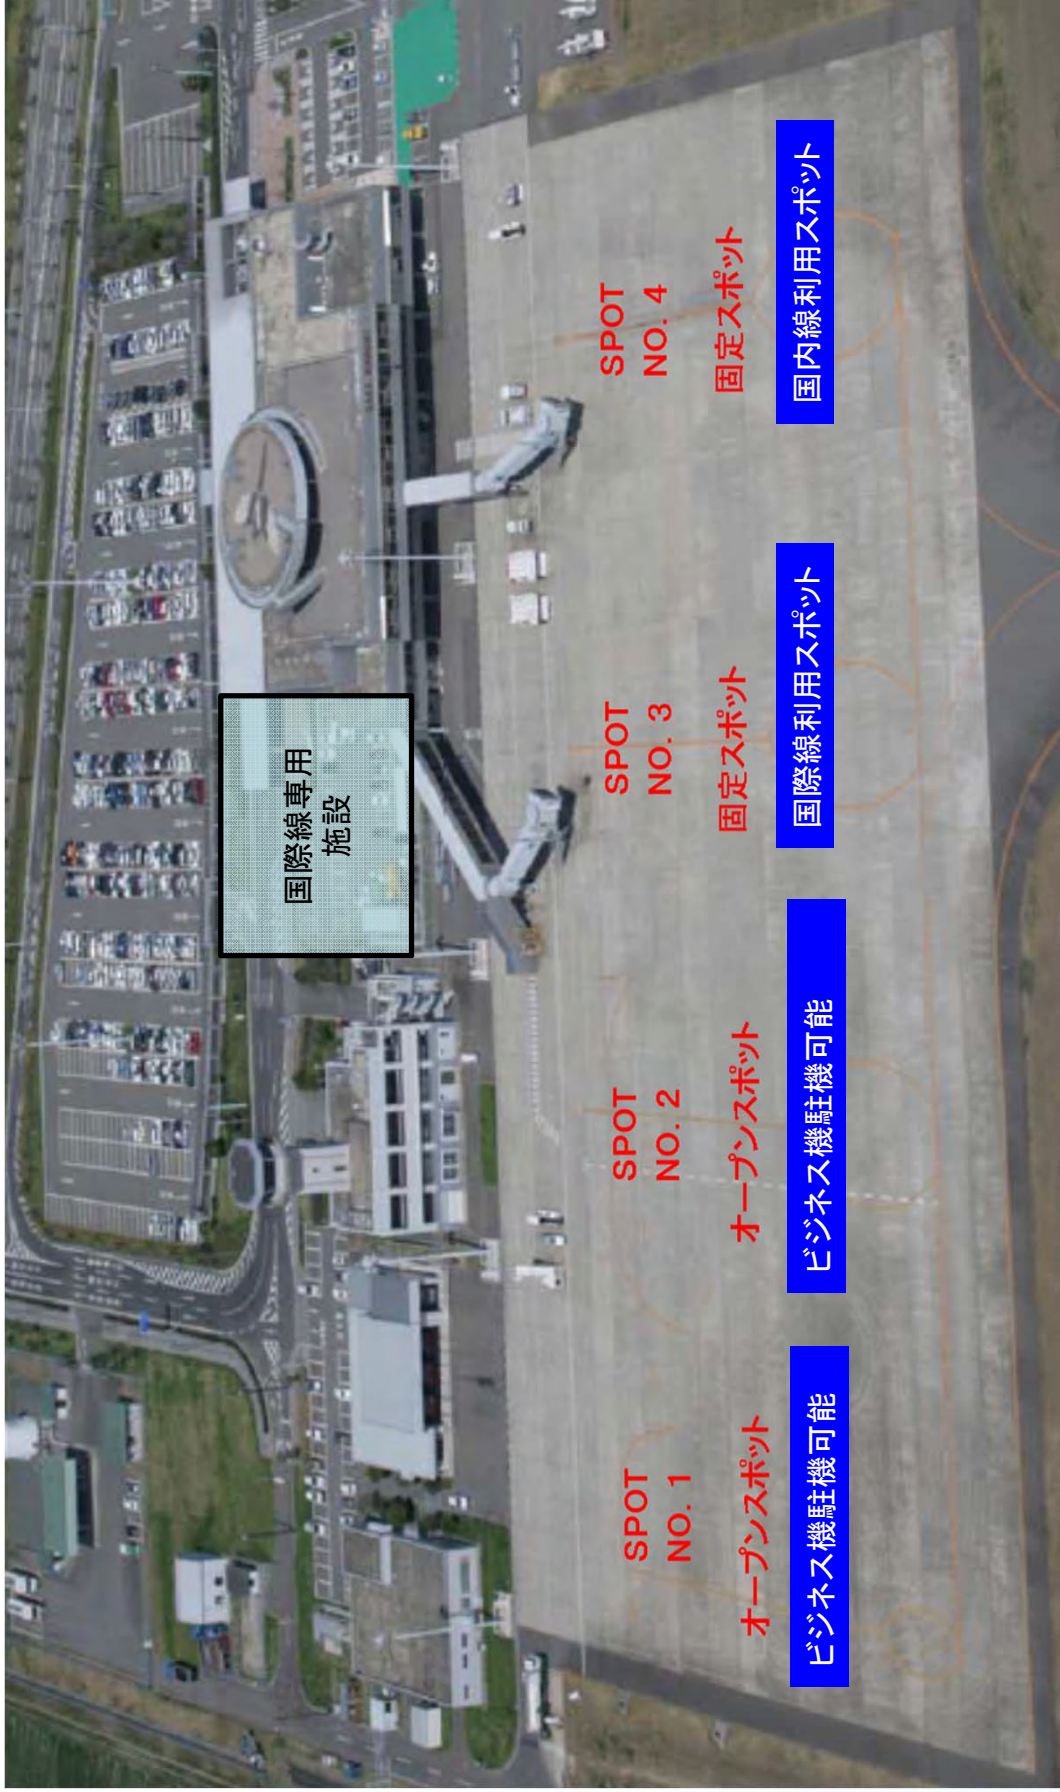 国際線専用
施設
SPOT
NO. 1
オープンスポット
ビジネス機駐機可能
SPOT
NO. 2
オープンスポット
ビジネス機駐機可能
SPOT
NO. 3
固定スポット
国際線利用スポット
SPOT
NO. 4
固定スポット
国内線利用スポット